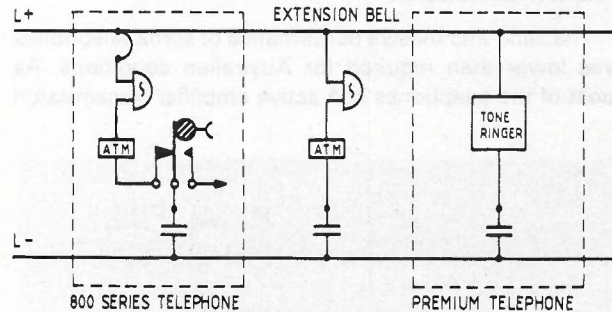 L+
EXTENSION BELL
ATM
ATM
TONE
RINGER
L-
800 SERIES TELEPHONE
PREMIUM TELEPHONE